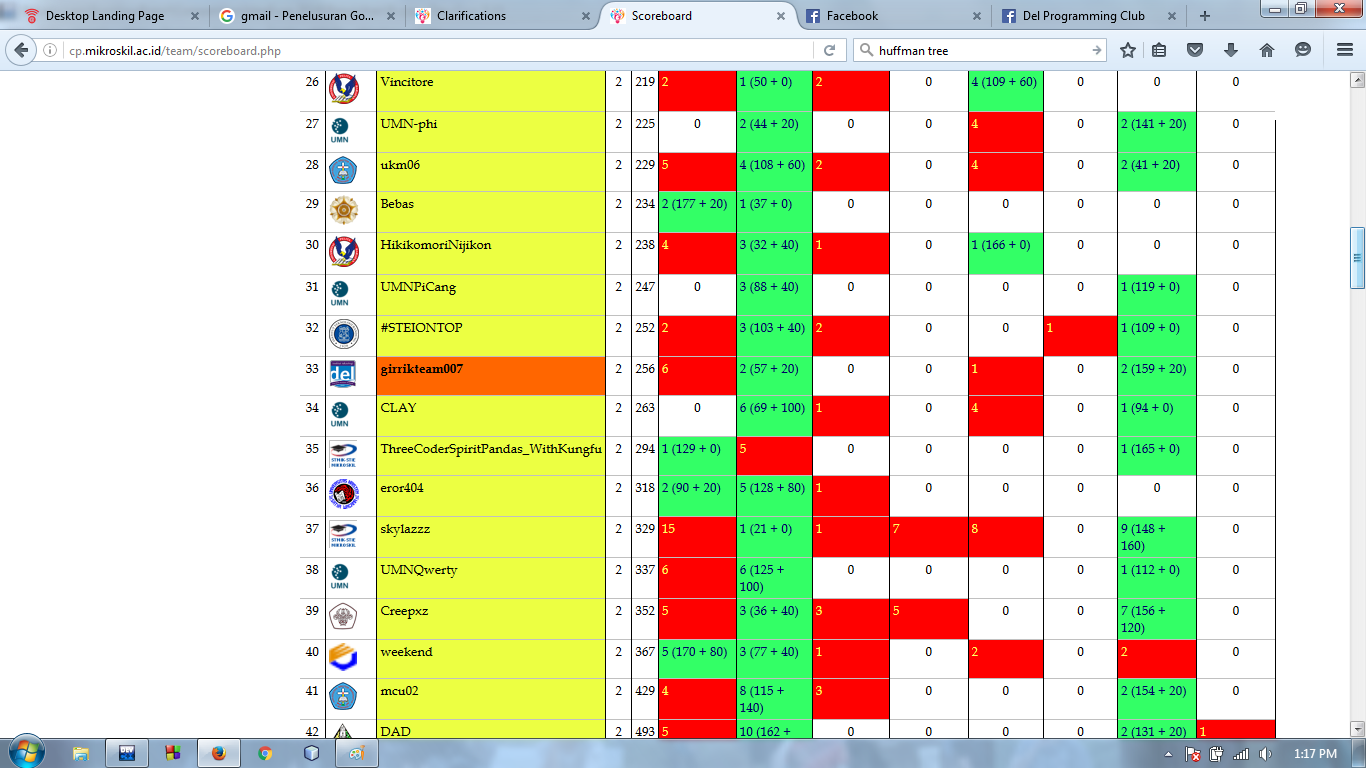 Desktop Landing Page
gmail - Penelusuran Go...
Clarifications
Scoreboard
Facebook
Del Programming Club
cp.mikroskil.ac.id/team/scoreboard.php
huffman tree
26 Vincitore 2 219 2 1 (50 + 0) 2 0 4 (109 + 60) 0 0 0
27 UMN UMN-phi 2 225 0 2 (44 + 20) 0 0 4 0 2 (141 + 20) 0
28 ukm06 2 229 5 4 (108 + 60) 2 0 4 0 2 (41 + 20) 0
29 Bebas 2 234 2 (177 + 20) 1 (37 + 0) 0 0 0 0 0 0
30 HikikomoriNijikon 2 238 4 3 (32 + 40) 1 0 1 (166 + 0) 0 0 0
31 UMN UMNPiCang 2 247 0 3 (88 + 40) 0 0 0 0 1 (119 + 0) 0
32 #STEIONTOP 2 252 2 3 (103 + 40) 2 0 0 1 1 (109 + 0) 0
33 del girrikteam007 2 256 6 2 (57 + 20) 0 0 1 0 2 (159 + 20) 0
34 UMN CLAY 2 263 0 6 (69 + 100) 1 0 4 0 1 (94 + 0) 0
35 STMIK-STIE MIKROSKIL ThreeCoderSpiritPandas_WithKungfu 2 294 1 (129 + 0) 5 0 0 0 0 1 (165 + 0) 0
36 eror404 2 318 2 (90 + 20) 5 (128 + 80) 1 0 0 0 0 0
37 STMIK-STIE MIKROSKIL skylazzz 2 329 15 1 (21 + 0) 1 7 8 0 9 (148 + 160) 0
38 UMN UMNQwerty 2 337 6 6 (125 + 100) 0 0 0 0 1 (112 + 0) 0
39 Creepxz 2 352 5 3 (36 + 40) 3 5 0 0 7 (156 + 120) 0
40 weekend 2 367 5 (170 + 80) 3 (77 + 40) 1 0 2 0 2 0
41 mcu02 2 429 4 8 (115 + 140) 3 0 0 0 2 (154 + 20) 0
42 DAD 2 493 5 10 (162 + 0 0 0 0 2 (131 + 20) 1
1:17 PM